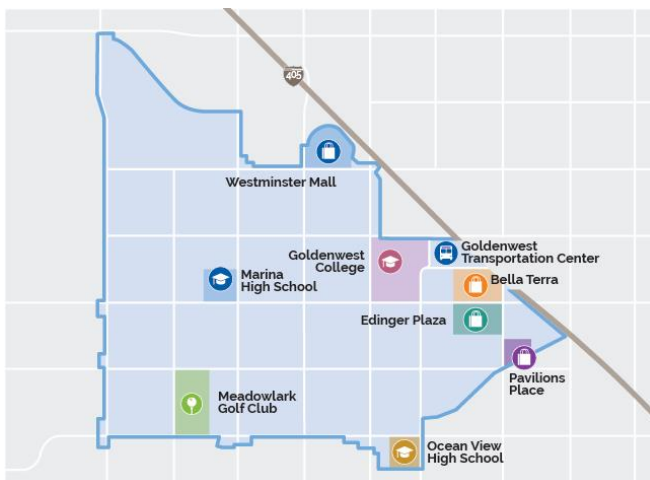 405
Westminster Mall
Goldenwest
College
Goldenwest
Transportation Center
Marina
High School
Bella Terra
Edinger Plaza
Pavilions
Place
Meadowlark
Golf Club
Ocean View
High School